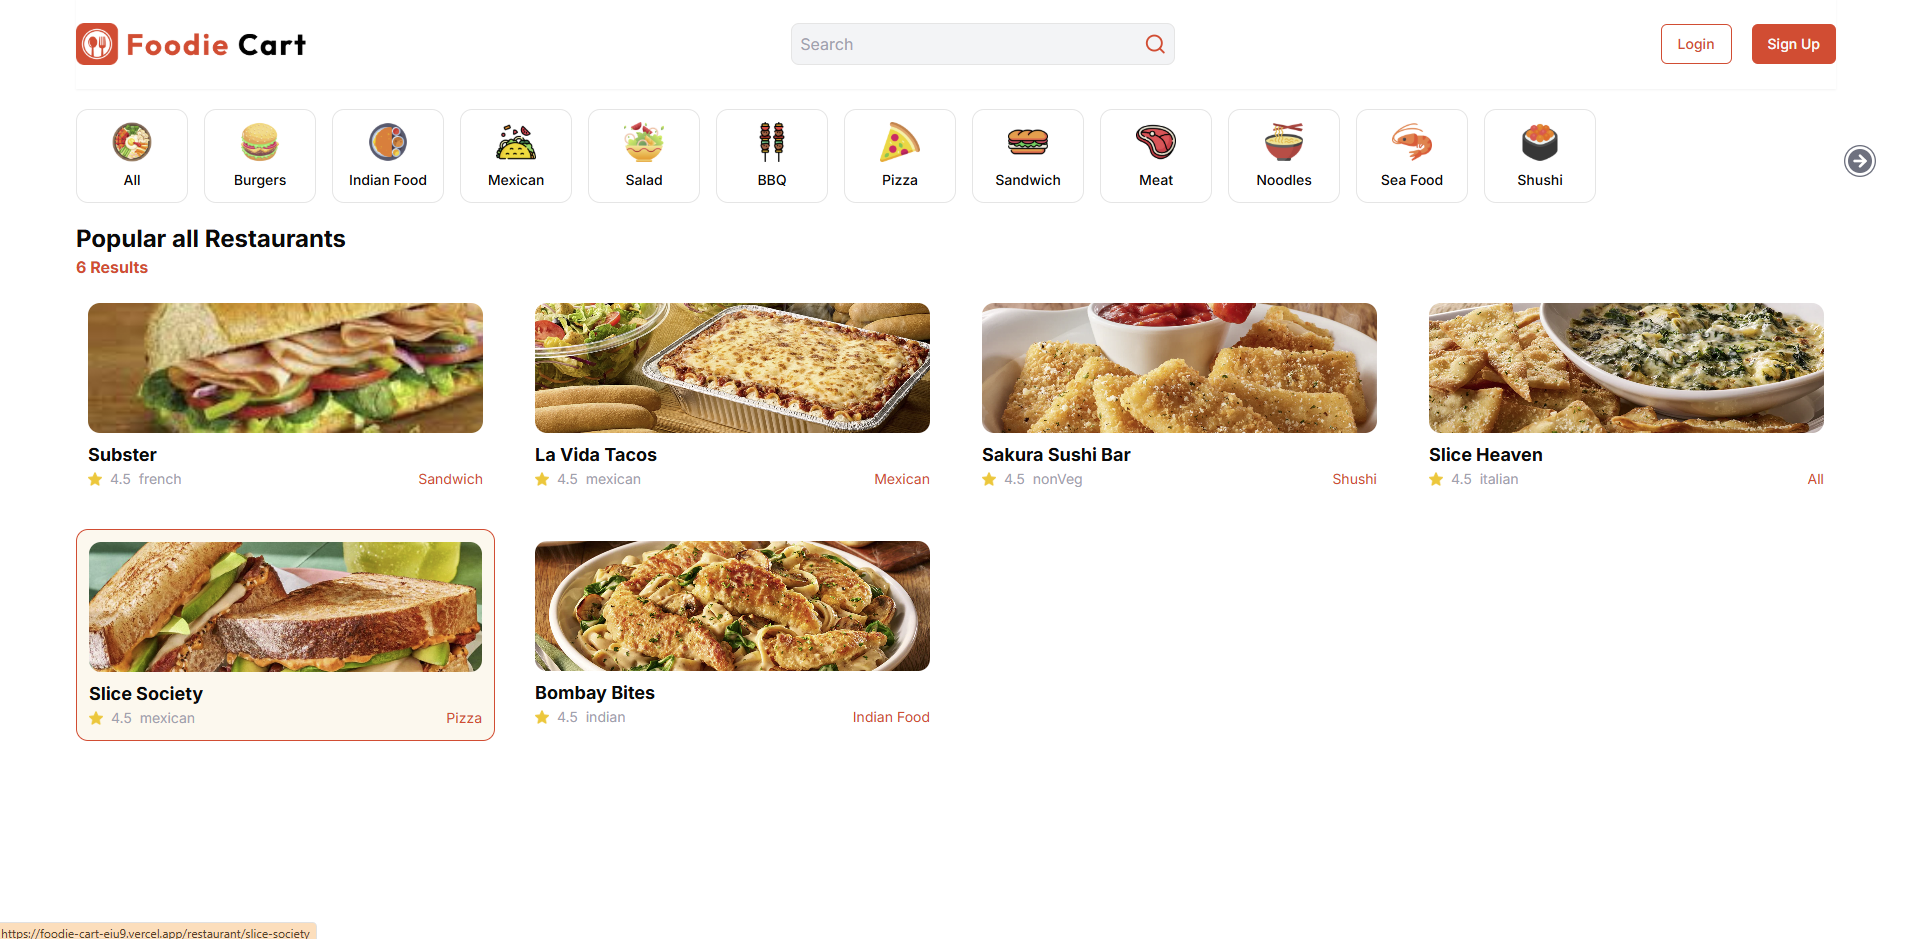 Foodie Cart
Search
Login
Sign Up
All
Burgers
Indian Food
Mexican
Salad
BBQ
Pizza
Sandwich
Meat
Noodles
Sea Food
Shushi
Popular all Restaurants
6 Results
Subster
4.5 french
Sandwich
La Vida Tacos
4.5 mexican
Mexican
Sakura Sushi Bar
4.5 nonVeg
Shushi
Slice Heaven
4.5 italian
All
Slice Society
4.5 mexican
Pizza
Bombay Bites
4.5 indian
Indian Food
https://foodie-cart-eiu9.vercel.app/restaurant/slice-society